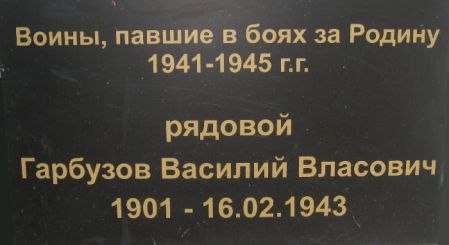 Воины, павшие в боях за Родину
1941-1945 г.г.
рядовой
Гарбузов Василий Власович
1901 - 16.02.1943